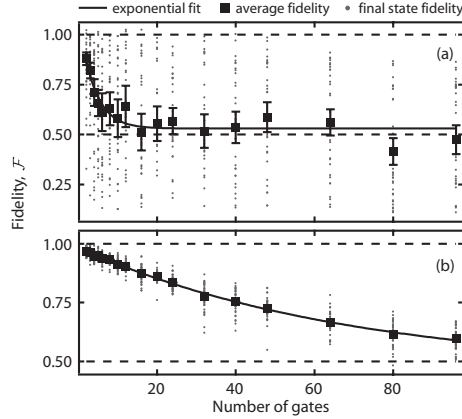 exponential fit average fidelity final state fidelity
(a)
1.00
0.75
0.50
0.25
Fidelity, ℱ
(b)
1.00
0.75
0.50
20 40 60 80
Number of gates